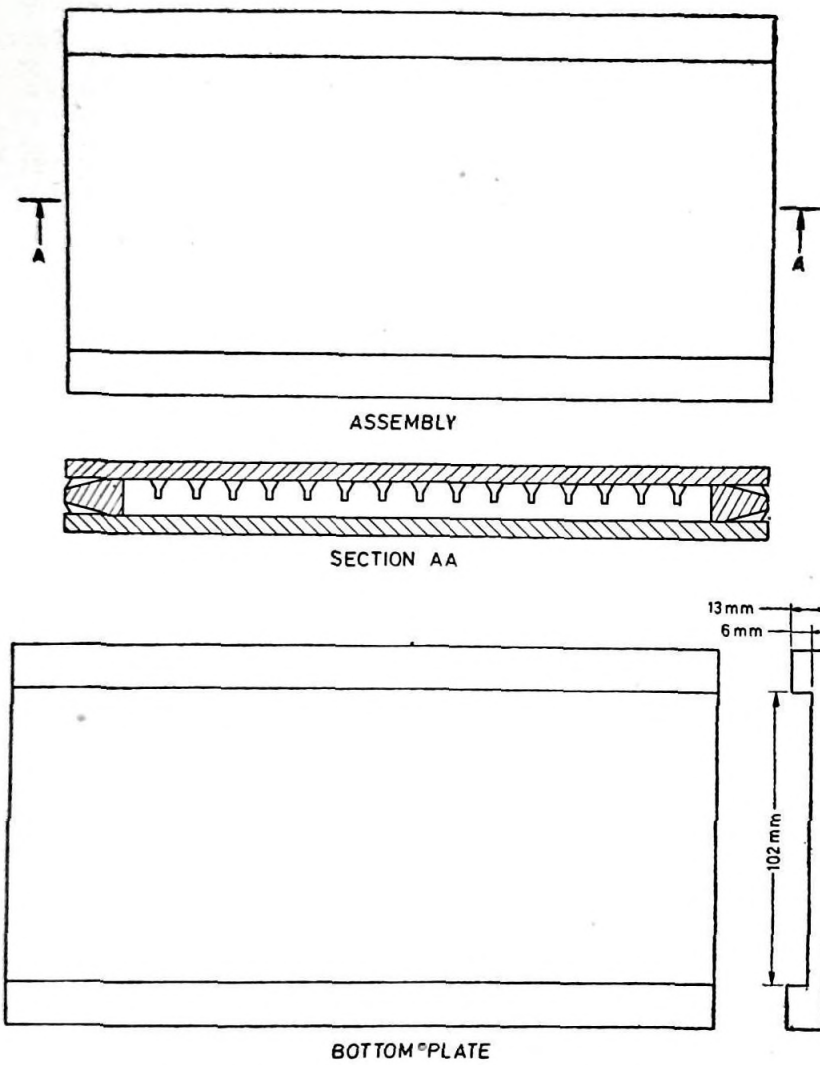 A
A
ASSEMBLY
SECTION AA
13mm
6mm
102mm
BOTTOM PLATE